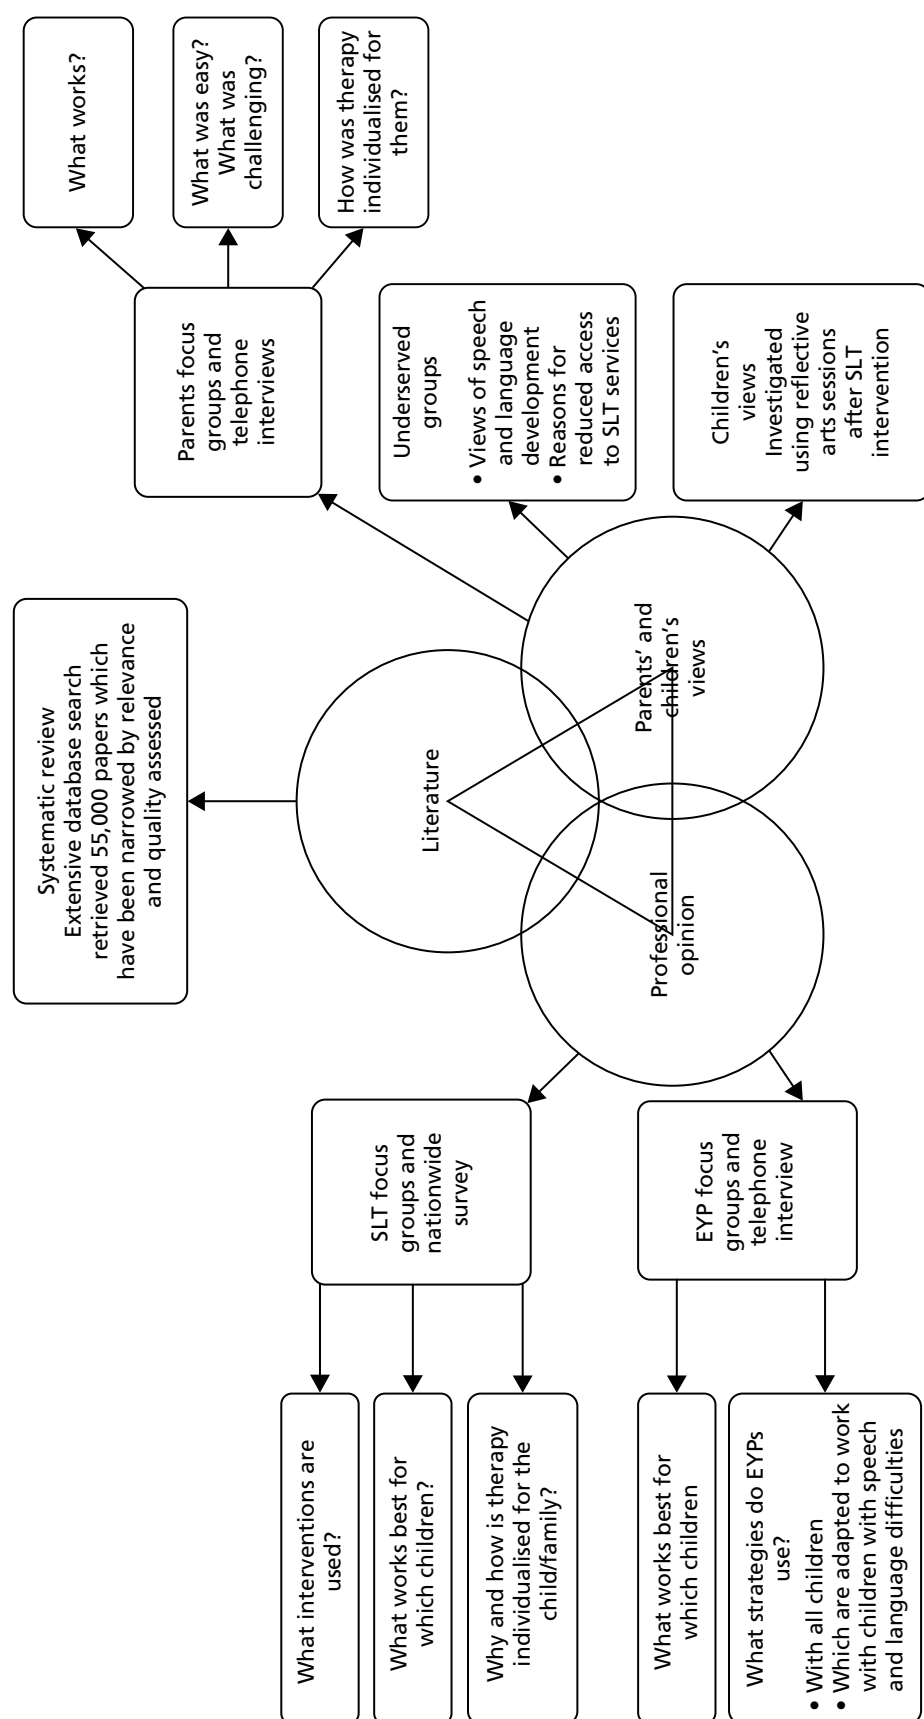 Systematic review
Extensive database search
retrieved 55,000 papers which
have been narrowed by relevance
and quality assessed
Literature
Professional
opinion
Parents’ and
children’s
views
SLT focus
groups and
nationwide
survey
What interventions are
used?
What works best for
which children?
Why and how is therapy
individualised for the
child/family?
EYP focus
groups and
telephone
interview
What works best for
which children
What strategies do EYPs
use?
• With all children
• Which are adapted to work
with children with speech
and language difficulties
Parents focus
groups and
telephone
interviews
What works?
What was easy?
What was
challenging?
How was therapy
individualised for
them?
Underserved
groups
• Views of speech
and language
development
• Reasons for
reduced access
to SLT services
Children’s
views
Investigated
using reflective
arts sessions
after SLT
intervention